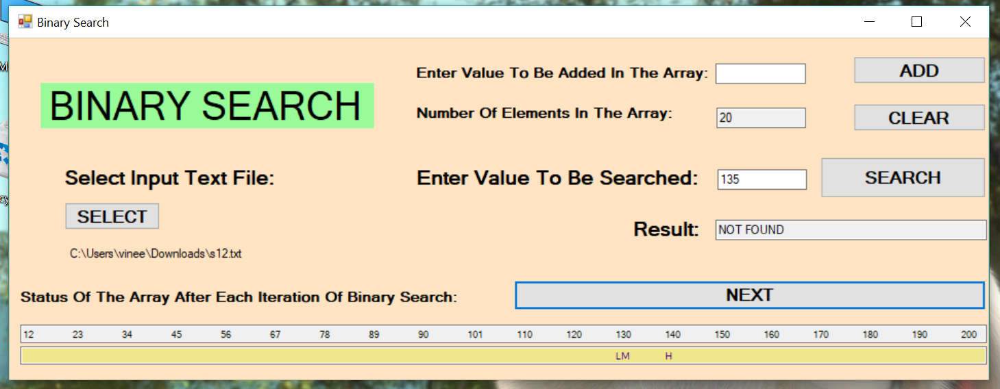 Binary Search
BINARY SEARCH
Enter Value To Be Added In The Array:
ADD
Number Of Elements In The Array:
20
CLEAR
Select Input Text File:
SELECT
C:\Users\vinee\Downloads\s12.txt
Enter Value To Be Searched:
135
SEARCH
Result:
NOT FOUND
Status Of The Array After Each Iteration Of Binary Search:
NEXT
12 23 34 45 56 67 78 89 90 101 110 120 130 140 150 160 170 180 190 200
LM H